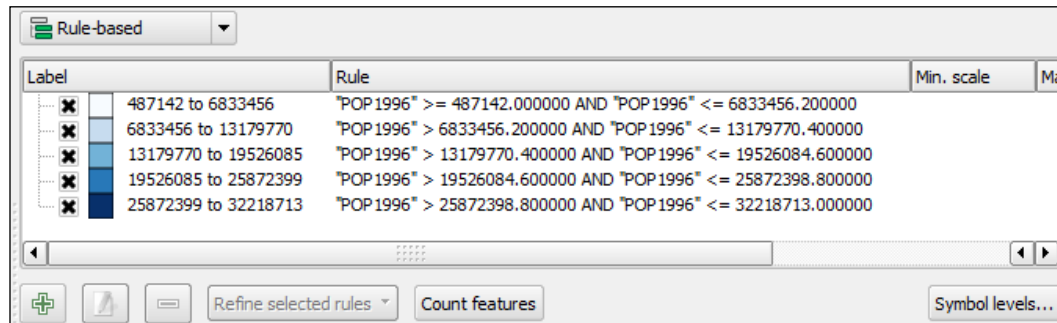 Rule-based
Label Rule Min. scale Ma
487142 to 6833456 "POP1996" >= 487142.000000 AND "POP1996" <= 6833456.200000
6833456 to 13179770 "POP1996" > 6833456.200000 AND "POP1996" <= 13179770.400000
13179770 to 19526085 "POP1996" > 13179770.400000 AND "POP1996" <= 19526084.600000
19526085 to 25872399 "POP1996" > 19526084.600000 AND "POP1996" <= 25872398.800000
25872399 to 32218713 "POP1996" > 25872398.800000 AND "POP1996" <= 32218713.000000
Refine selected rules Count features Symbol levels...